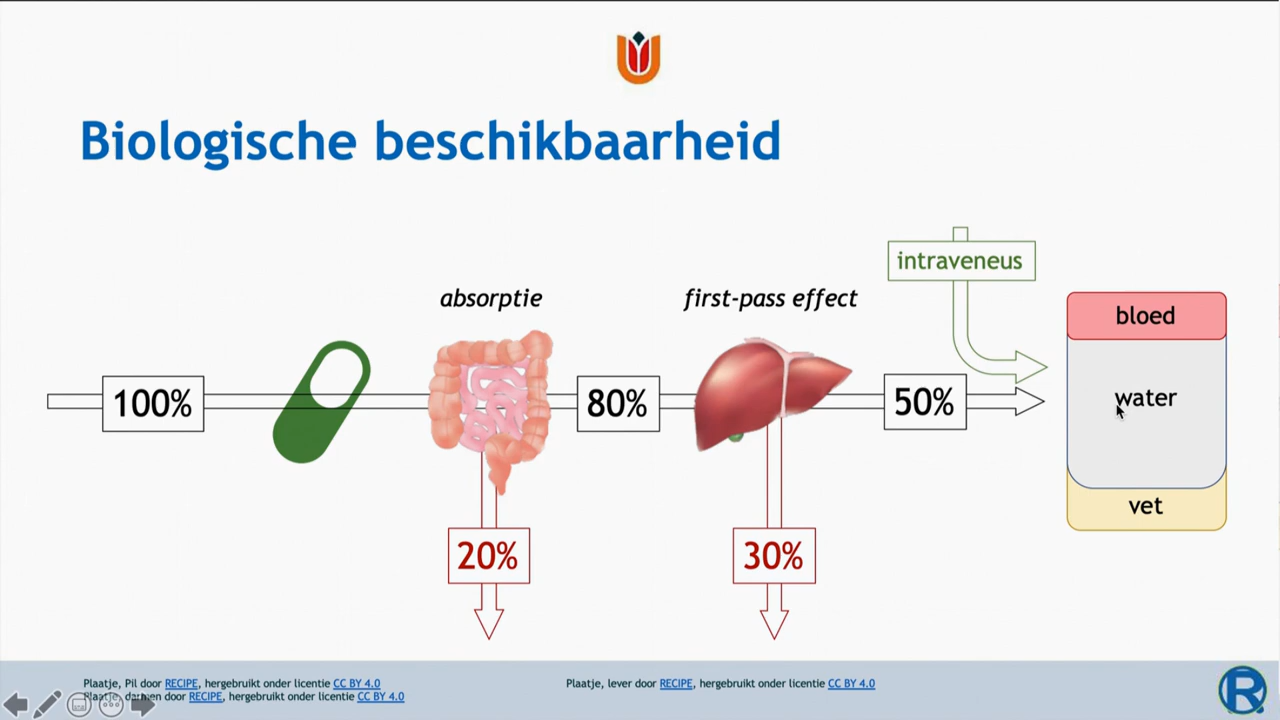 Biologische beschikbaarheid
intraveneus
absorptie
first-pass effect
bloed
100%
80%
50%
water
vet
20%
30%
Plaatje, Pil door RECIPE, hergebruikt onder licentie CC BY 4.0
Plaatje, darmen door RECIPE, hergebruikt onder licentie CC BY 4.0
Plaatje, lever door RECIPE, hergebruikt onder licentie CC BY 4.0
R